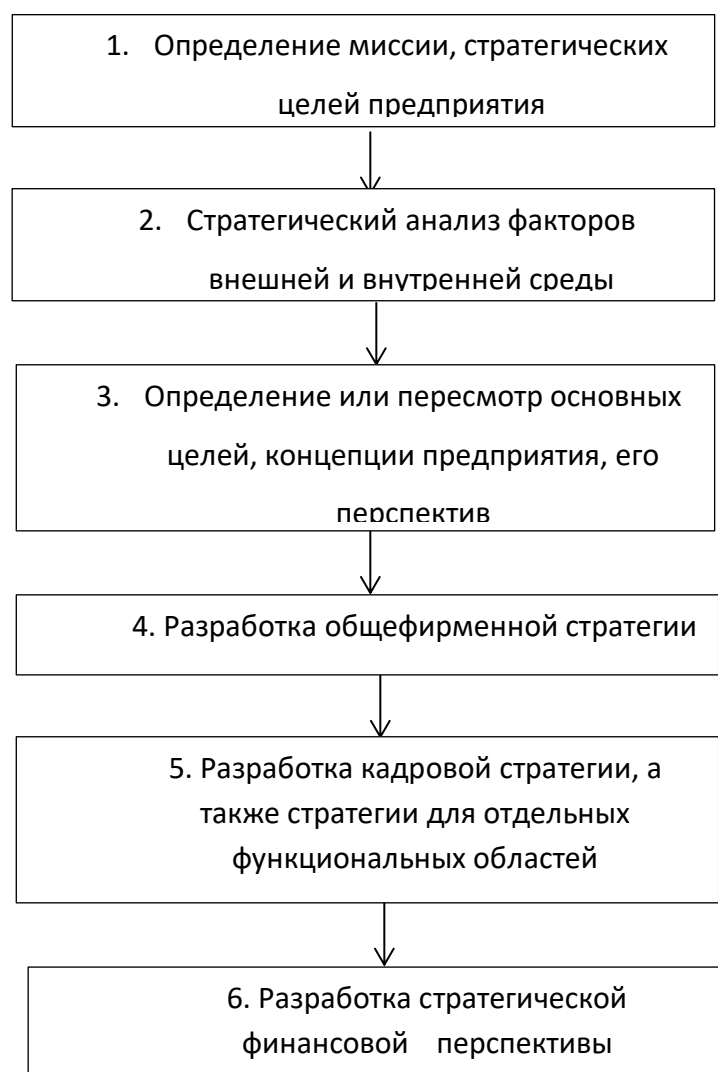 1. Определение миссии, стратегических
целей предприятия
2. Стратегический анализ факторов
внешней и внутренней среды
3. Определение или пересмотр основных
целей, концепции предприятия, его
перспектив
4. Разработка общефирменной стратегии
5. Разработка кадровой стратегии, а
также стратегии для отдельных
функциональных областей
6. Разработка стратегической
финансовой перспективы